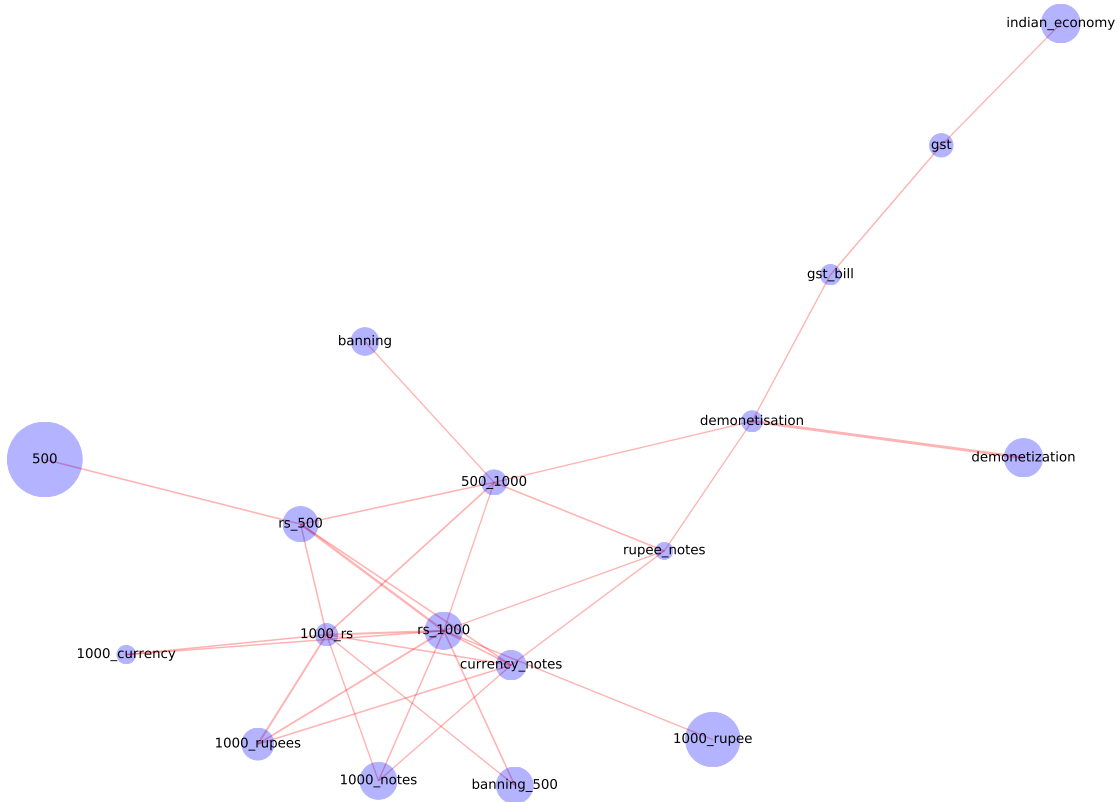 indian_economy
gst
gst_bill
banning
demonetisation
500
demonetization
500_1000
rs_500
rupee_notes
rs_1000
1000_rs
1000_currency
currency_notes
1000_rupee
1000_rupees
1000_notes
banning_500